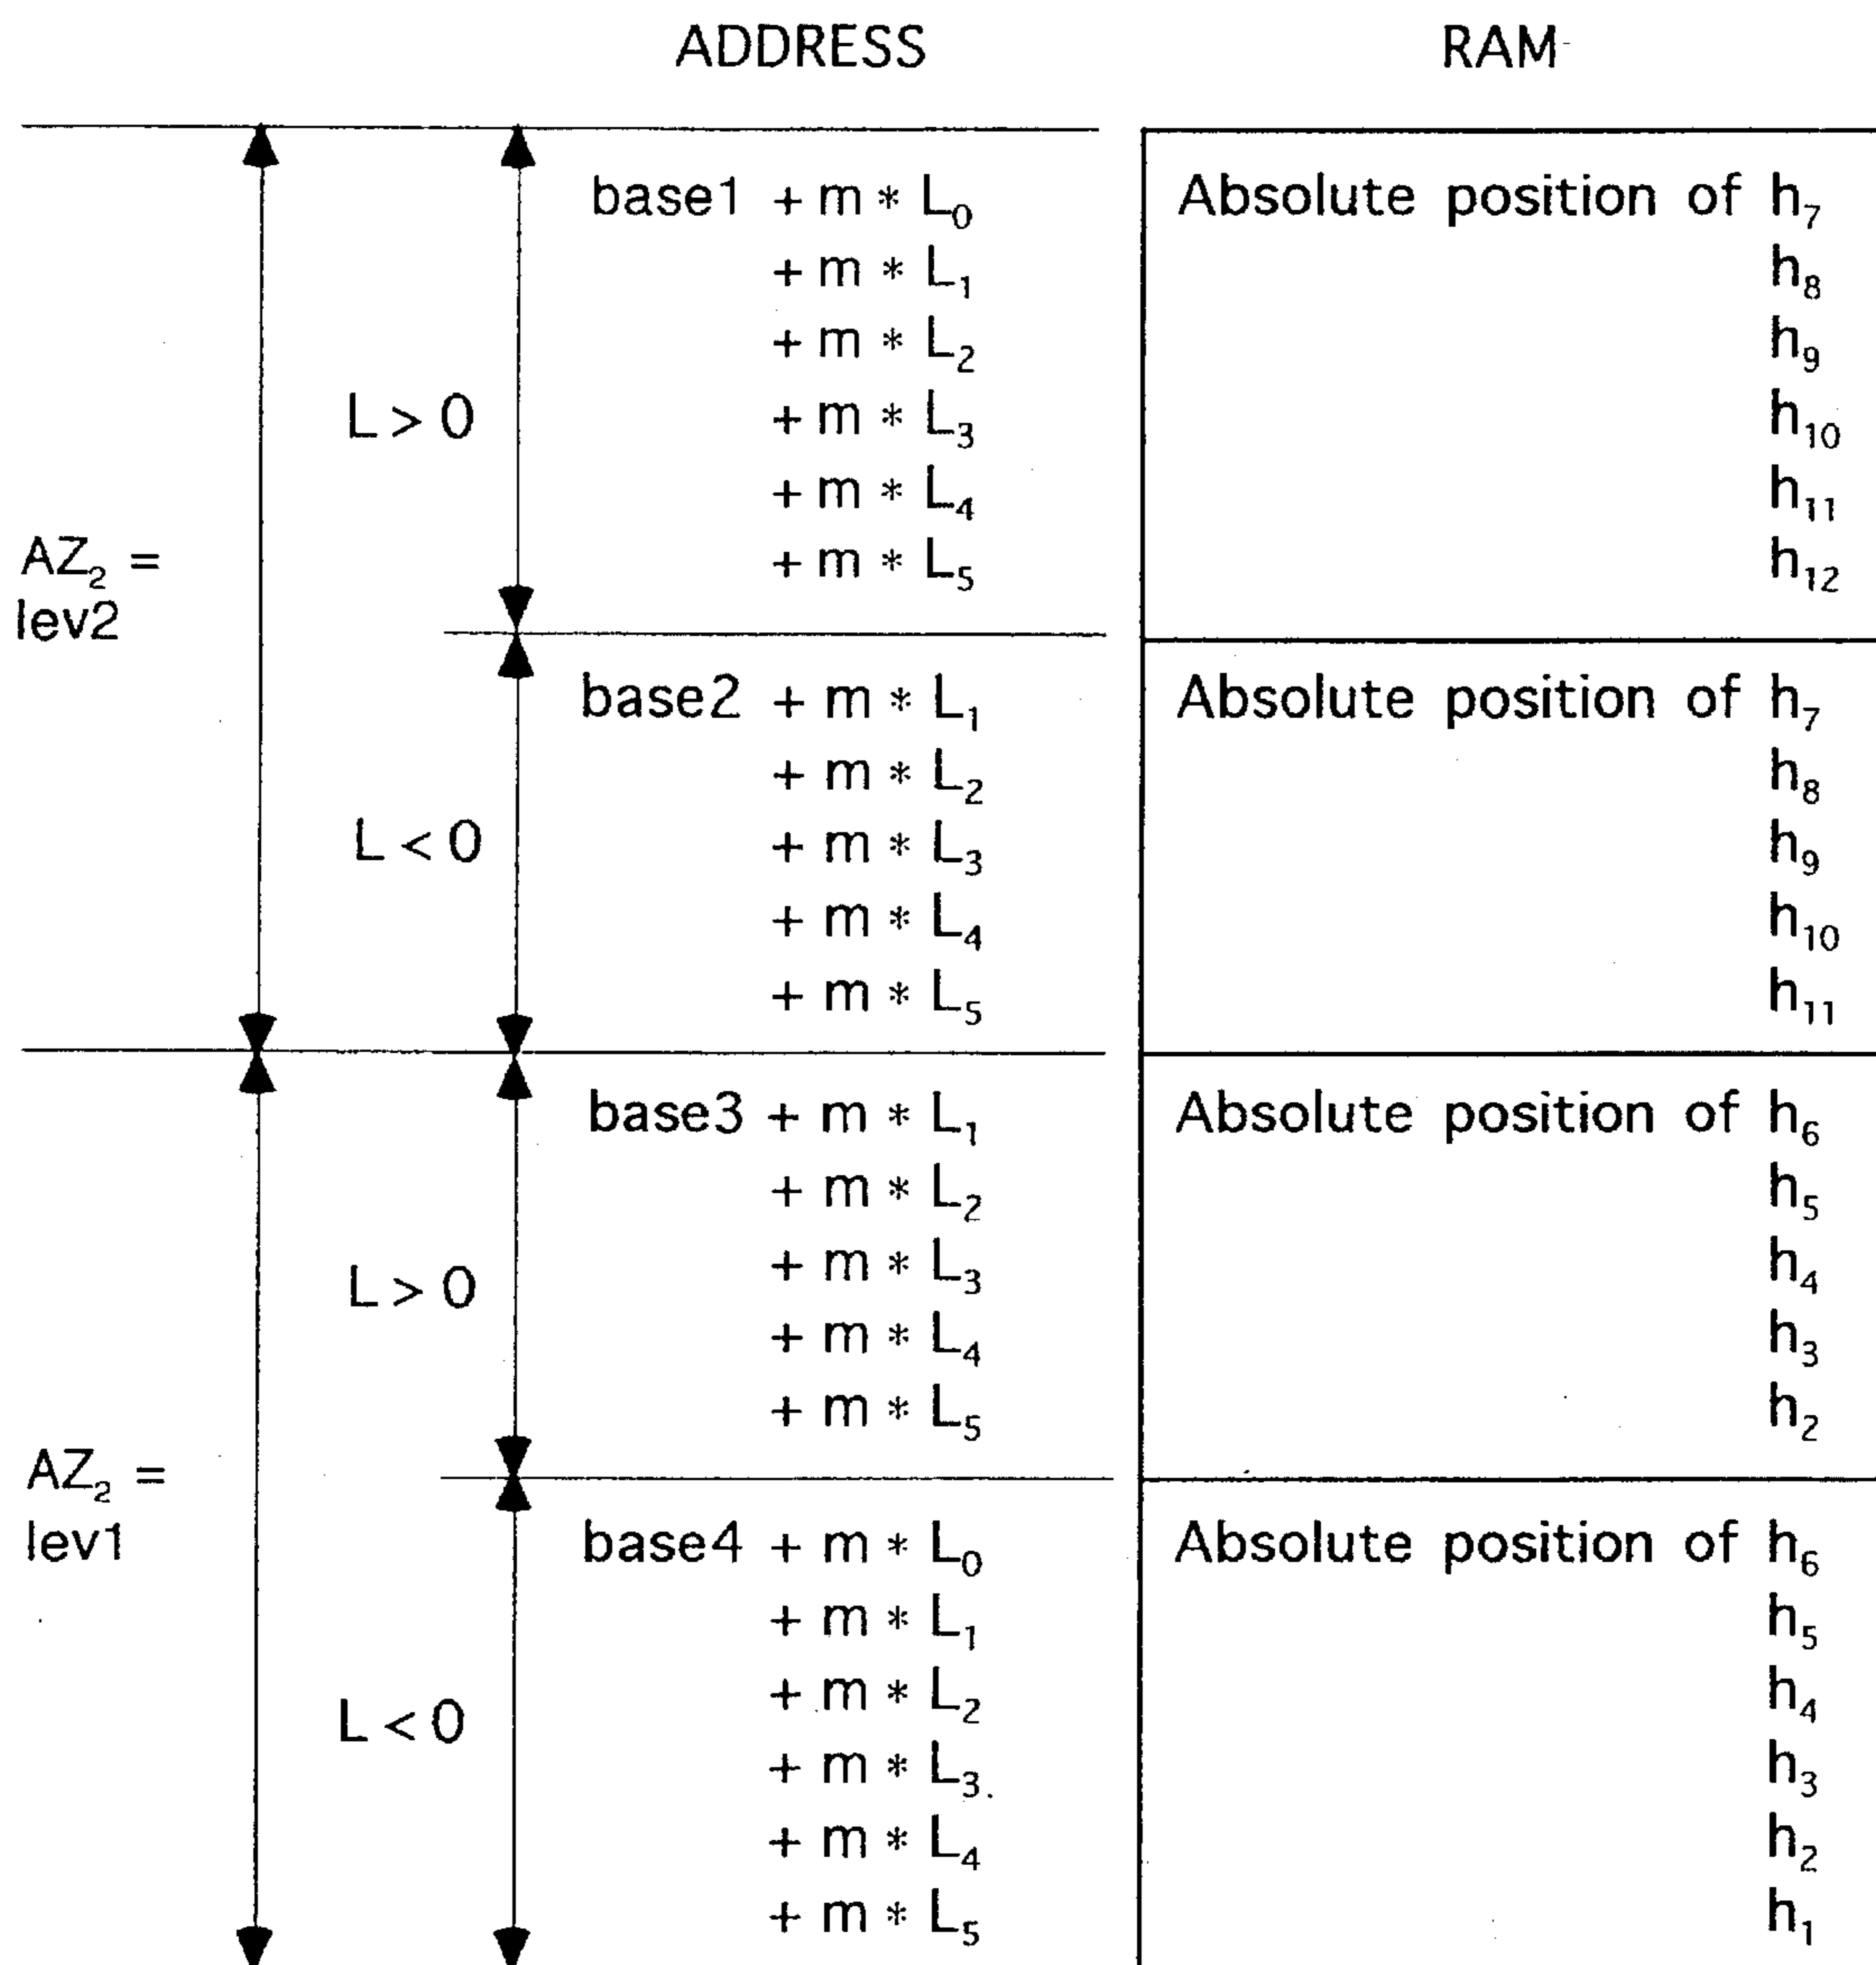 ADDRESS RAM
base1 + m * L₀ Absolute position of h₇
+ m * L₁ h₈
+ m * L₂ h₉
L > 0 + m * L₃ h₁₀
+ m * L₄ h₁₁
AZ₂ = + m * L₅ h₁₂
lev2
base2 + m * L₁ Absolute position of h₇
+ m * L₂ h₈
L < 0 + m * L₃ h₉
+ m * L₄ h₁₀
+ m * L₅ h₁₁
base3 + m * L₁ Absolute position of h₆
+ m * L₂ h₅
L > 0 + m * L₃ h₄
+ m * L₄ h₃
+ m * L₅ h₂
AZ₂ =
lev1 base4 + m * L₀ Absolute position of h₆
+ m * L₁ h₅
L < 0 + m * L₂ h₄
+ m * L₃ h₃
+ m * L₄ h₂
+ m * L₅ h₁